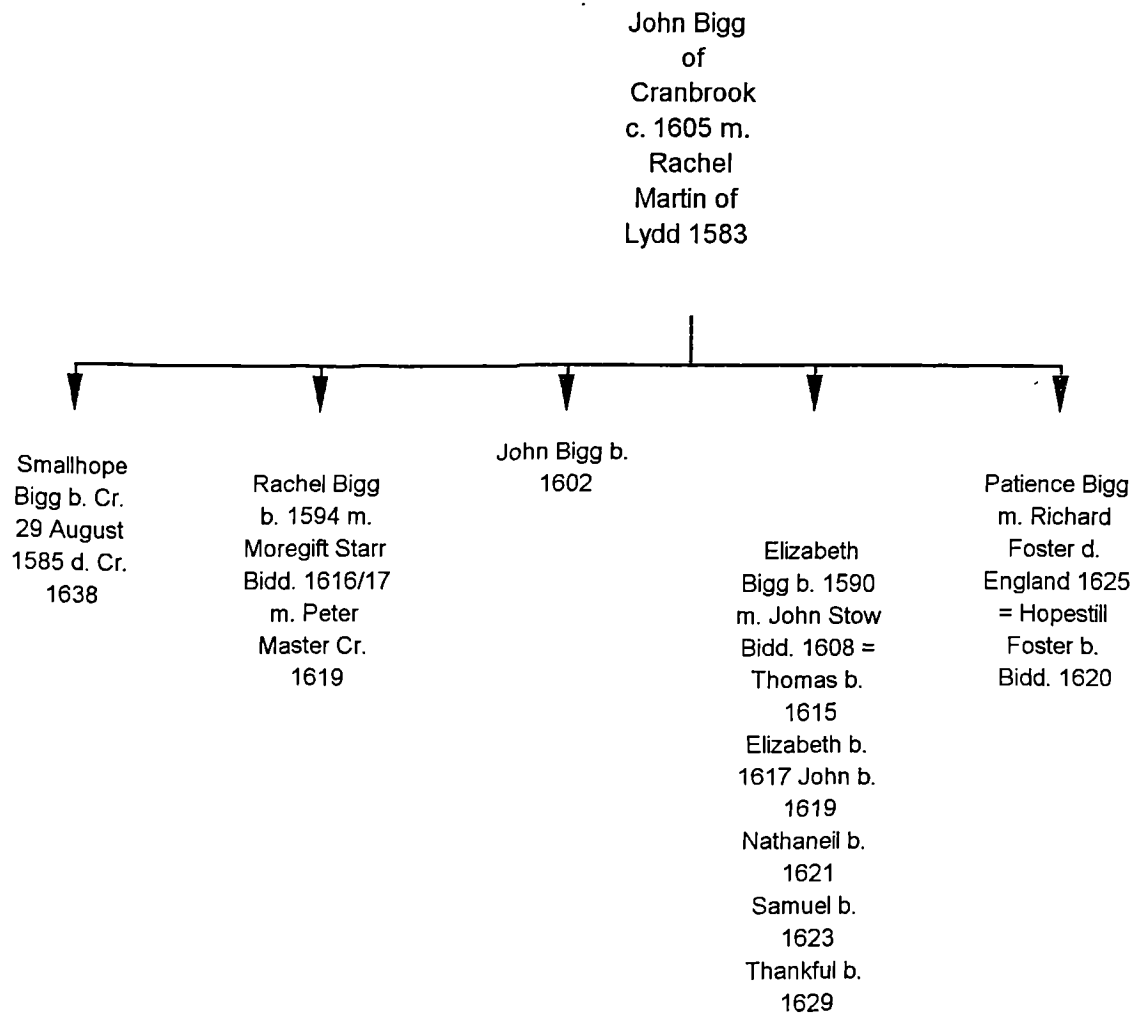 John Bigg
of
Cranbrook
c. 1605 m.
Rachel
Martin of
Lydd 1583
Smallhope
Bigg b. Cr.
29 August
1585 d. Cr.
1638
Rachel Bigg
b. 1594 m.
Moregift Starr
Bidd. 1616/17
m. Peter
Master Cr.
1619
John Bigg b.
1602
Elizabeth
Bigg b. 1590
m. John Stow
Bidd. 1608 =
Thomas b.
1615
Elizabeth b.
1617 John b.
1619
Nathaneil b.
1621
Samuel b.
1623
Thankful b.
1629
Patience Bigg
m. Richard
Foster d.
England 1625
= Hopestill
Foster b.
Bidd. 1620